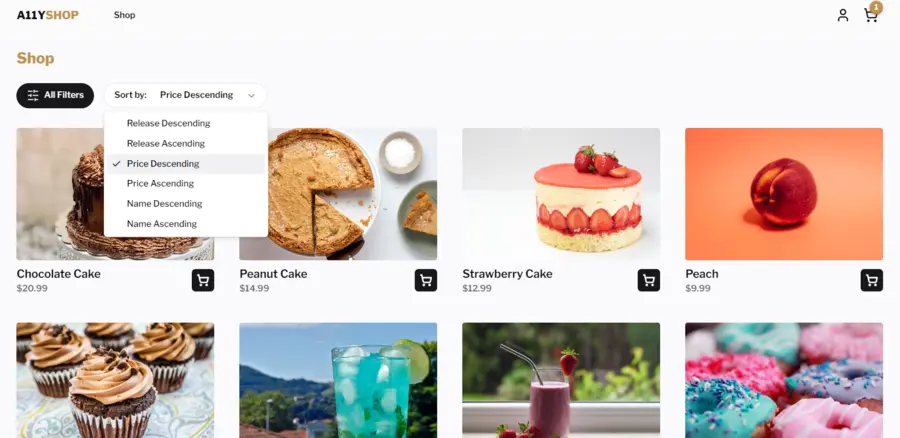 A11YSHOP
Shop
1
Shop
All Filters
Sort by: Price Descending
Release Descending
Release Ascending
Price Descending
Price Ascending
Name Descending
Name Ascending
Chocolate Cake
$20.99
Peanut Cake
$14.99
Strawberry Cake
$12.99
Peach
$9.99